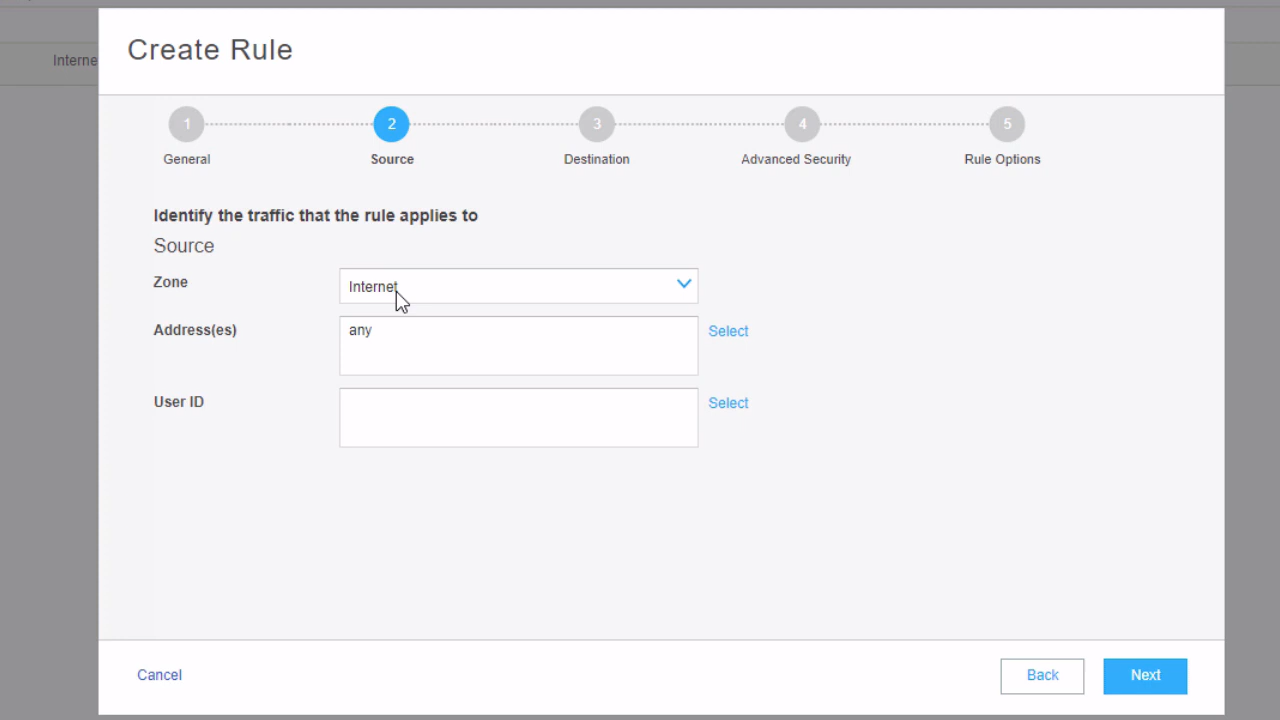 Create Rule
Interne
1 2 3 4 5
General Source Destination Advanced Security Rule Options
Identify the traffic that the rule applies to
Source
Zone Internet
Address(es) any Select
User ID Select
Cancel Back Next